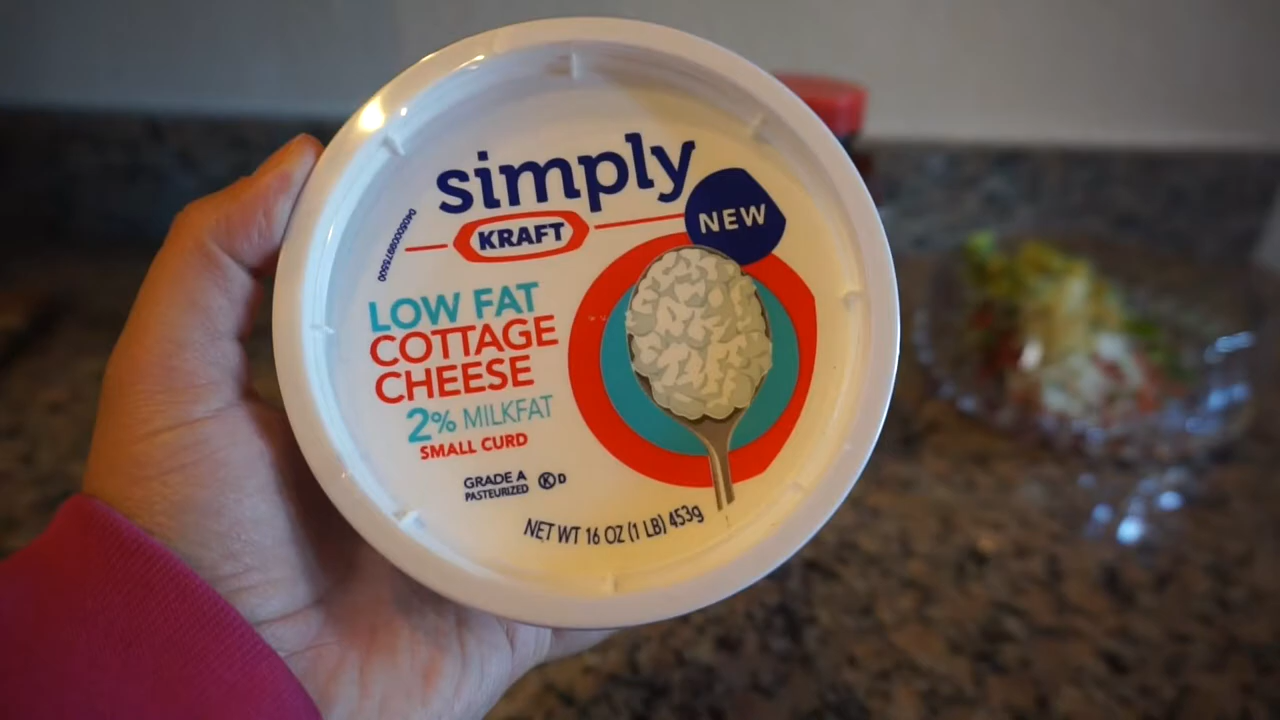 simply
KRAFT
NEW
LOW FAT
COTTAGE
CHEESE
2% MILKFAT
SMALL CURD
GRADE A
PASTEURIZED
K D
NET WT 16 OZ (1 LB) 453g